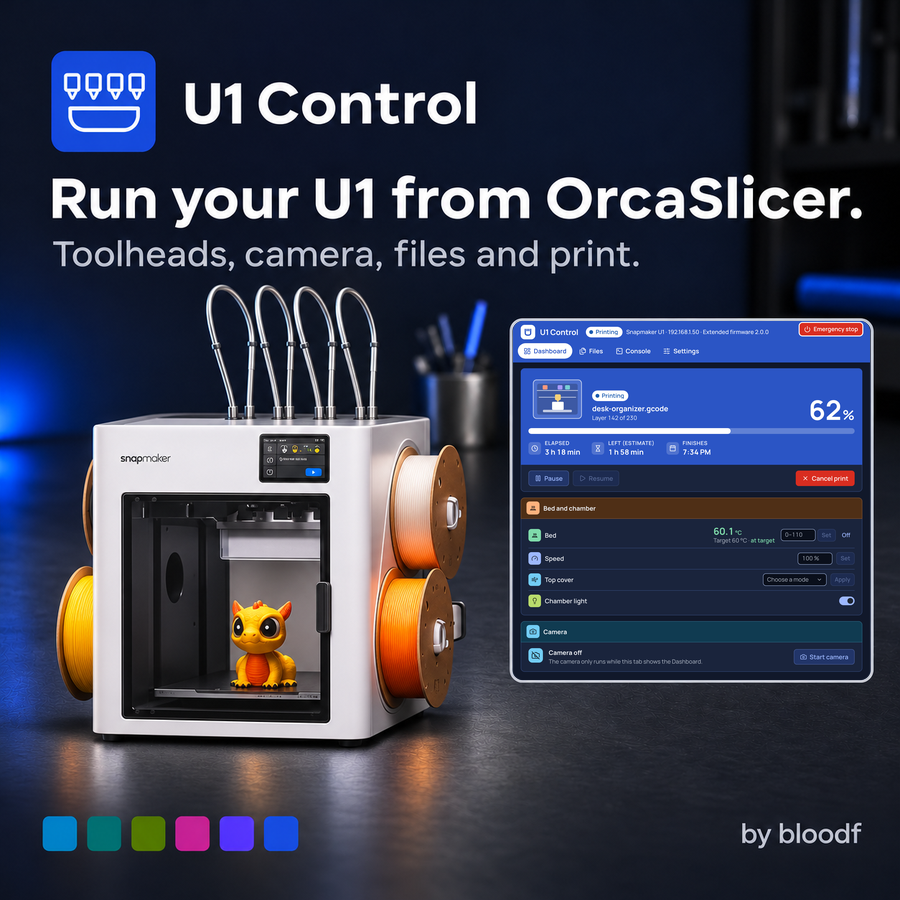 U1 Control
Run your U1 from OrcaSlicer.
Toolheads, camera, files and print.
snapmaker
U1 Control
Printing
Snapmaker U1 · 192.168.1.50 · Extended firmware 2.0.0
Emergency stop
Dashboard
Files
Console
Settings
Printing
desk-organizer.gcode
Layer 142 of 230
62%
ELAPSED
3 h 18 min
LEFT (ESTIMATE)
1 h 58 min
FINISHES
7:34 PM
Pause
Resume
Cancel print
Bed and chamber
Bed
60.1 °C
Target 60 °C at target
0–110
Set
Off
Speed
100 %
Set
Top cover
Choose a mode
Apply
Chamber light
Camera
Camera off
The camera only runs while this tab shows the Dashboard.
Start camera
by bloodf